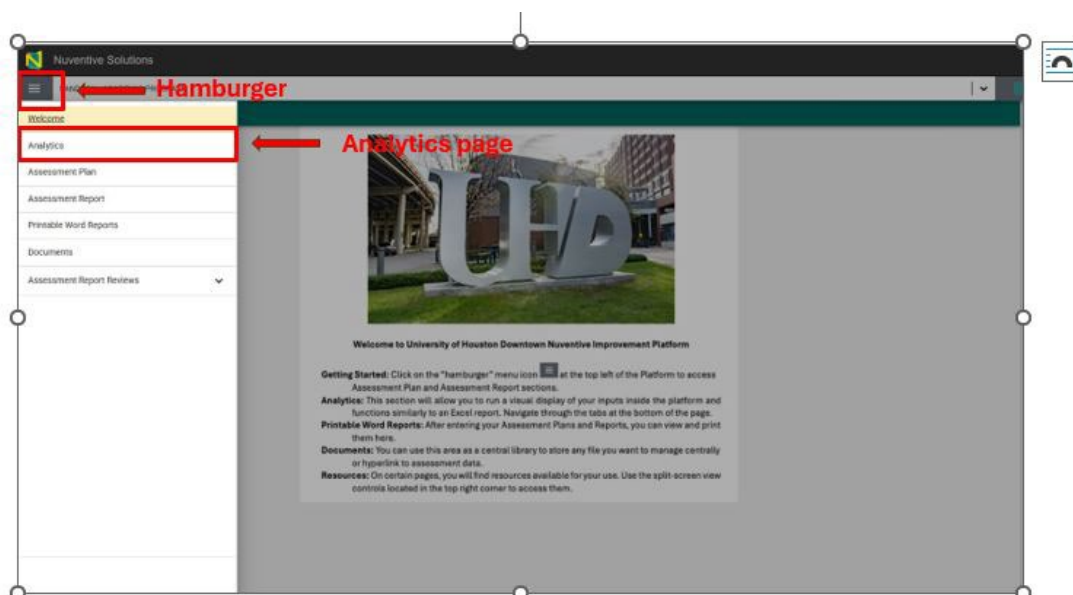 Nuventive Solutions
Hamburger
Welcome
Analytics
Analytics page
Assessment Plan
Assessment Report
Printable Word Reports
Documents
Assessment Report Reviews
UHD
Welcome to University of Houston Downtown Nuventive Improvement Platform
Getting Started: Click on the "hamburger" menu icon at the top left of the Platform to access
Assessment Plan and Assessment Report sections.
Analytics: This section will allow you to run a visual display of your inputs inside the platform and
functions similarly to an Excel report. Navigate through the tabs at the bottom of the page.
Printable Word Reports: After entering your Assessment Plans and Reports, you can view and print
them here.
Documents: You can use this area as a central library to store any file you want to manage centrally
or hyperlink to assessment data.
Resources: On certain pages, you will find resources available for your use. Use the split-screen view
controls located in the top right corner to access them.